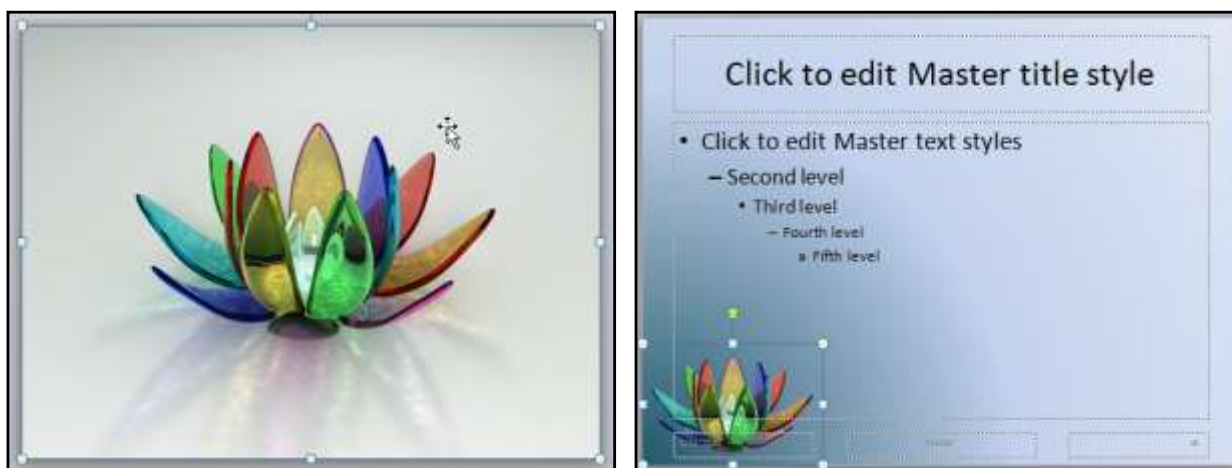 Click to edit Master title style
• Click to edit Master text styles
– Second level
• Third level
– Fourth level
» Fifth level